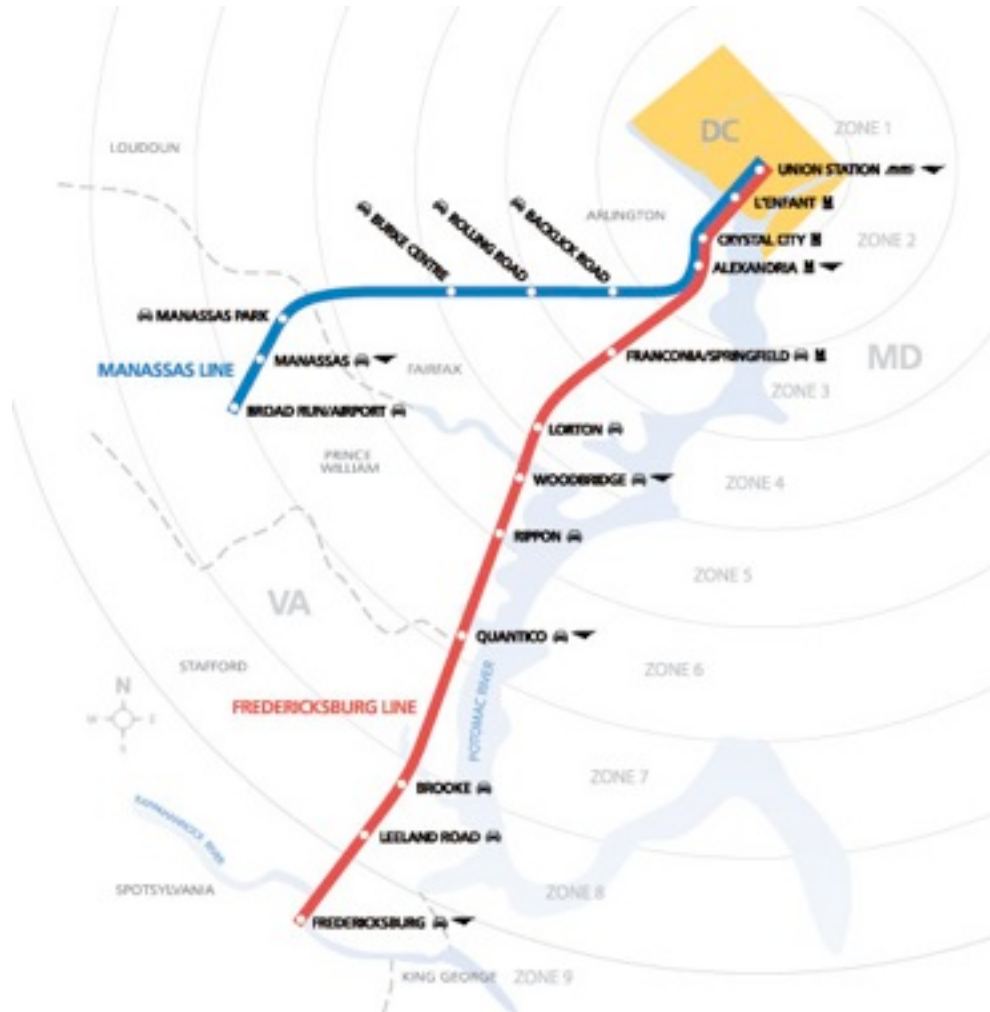 DC
ZONE 1
LOUDOUN
UNION STATION
L'ENFANT
ARLINGTON
CRYSTAL CITY
ZONE 2
ALEXANDRIA
BURKE CENTRE
ROLLING ROAD
BACKLICK ROAD
MANASSAS PARK
FRANCONIA/SPRINGFIELD
MD
MANASSAS
MANASSAS LINE
FAIRFAX
ZONE 3
BROAD RUN/AIRPORT
LORTON
PRINCE
WILLIAM
WOODBRIDGE
ZONE 4
RIPPON
ZONE 5
VA
QUANTICO
STAFFORD
ZONE 6
N
W
E
S
FREDERICKSBURG LINE
POTOMAC RIVER
ZONE 7
BROOKE
RAPPAHANNOCK RIVER
LEELAND ROAD
SPOTSYLVANIA
ZONE 8
FREDERICKSBURG
KING GEORGE
ZONE 9